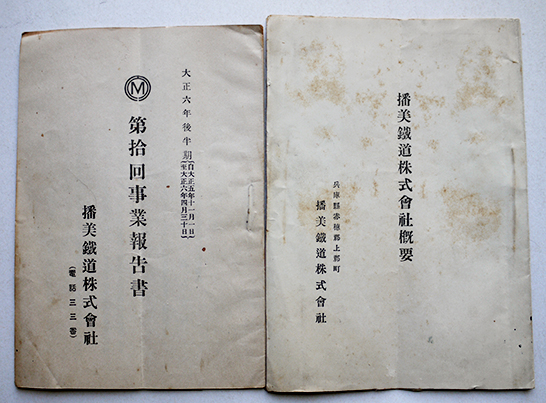 播美鐵道株式會社槪要
兵庫縣赤穗郡上郡町
播美鐵道株式會社
大正六年後半期
自大正五年十一月一日
至大正六年四月三十日
M
第拾回事業報告書
播美鐵道株式會社
(電話三三番)